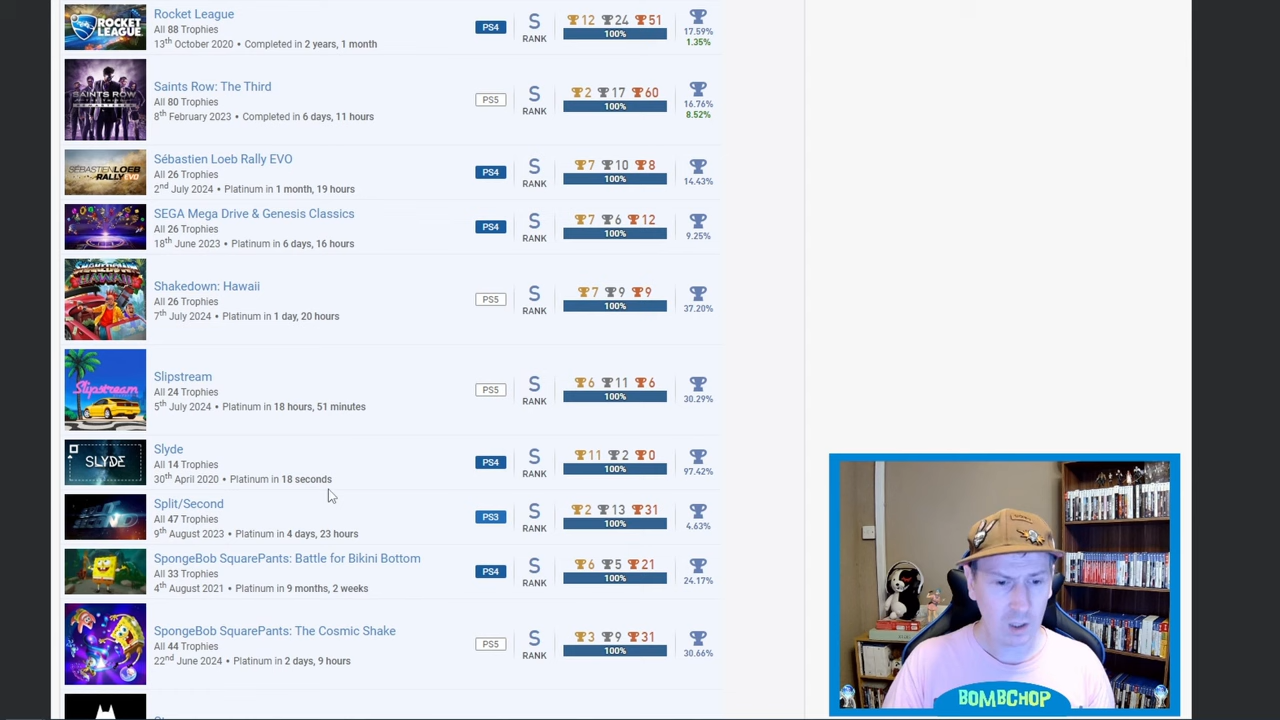 ROCKET
LEAGUE
Rocket League
All 88 Trophies
13th October 2020 • Completed in 2 years, 1 month
PS4
S
RANK
12 24 51
100%
17.59%
1.35%
SAINTS ROW
Saints Row: The Third
All 80 Trophies
8th February 2023 • Completed in 6 days, 11 hours
PS5
S
RANK
2 17 60
100%
16.76%
8.52%
SÉBASTIEN LOEB
RALLY EVO
Sébastien Loeb Rally EVO
All 26 Trophies
2nd July 2024 • Platinum in 1 month, 19 hours
PS4
S
RANK
7 10 8
100%
14.43%
SEGA Mega Drive & Genesis Classics
All 26 Trophies
18th June 2023 • Platinum in 6 days, 16 hours
PS4
S
RANK
7 6 12
100%
9.25%
SHAKEDOWN
HAWAII
Shakedown: Hawaii
All 26 Trophies
7th July 2024 • Platinum in 1 day, 20 hours
PS5
S
RANK
7 9 9
100%
37.20%
Slipstream
Slipstream
All 24 Trophies
5th July 2024 • Platinum in 18 hours, 51 minutes
PS5
S
RANK
6 11 6
100%
30.29%
SLYDE
Slyde
All 14 Trophies
30th April 2020 • Platinum in 18 seconds
PS4
S
RANK
11 2 0
100%
97.42%
Split/Second
All 47 Trophies
9th August 2023 • Platinum in 4 days, 23 hours
PS3
S
RANK
2 13 31
100%
4.63%
SpongeBob SquarePants: Battle for Bikini Bottom
All 33 Trophies
4th August 2021 • Platinum in 9 months, 2 weeks
PS4
S
RANK
6 5 21
100%
24.17%
SpongeBob SquarePants: The Cosmic Shake
All 44 Trophies
22nd June 2024 • Platinum in 2 days, 9 hours
PS5
S
RANK
3 9 31
100%
30.66%
BOMBCHOP